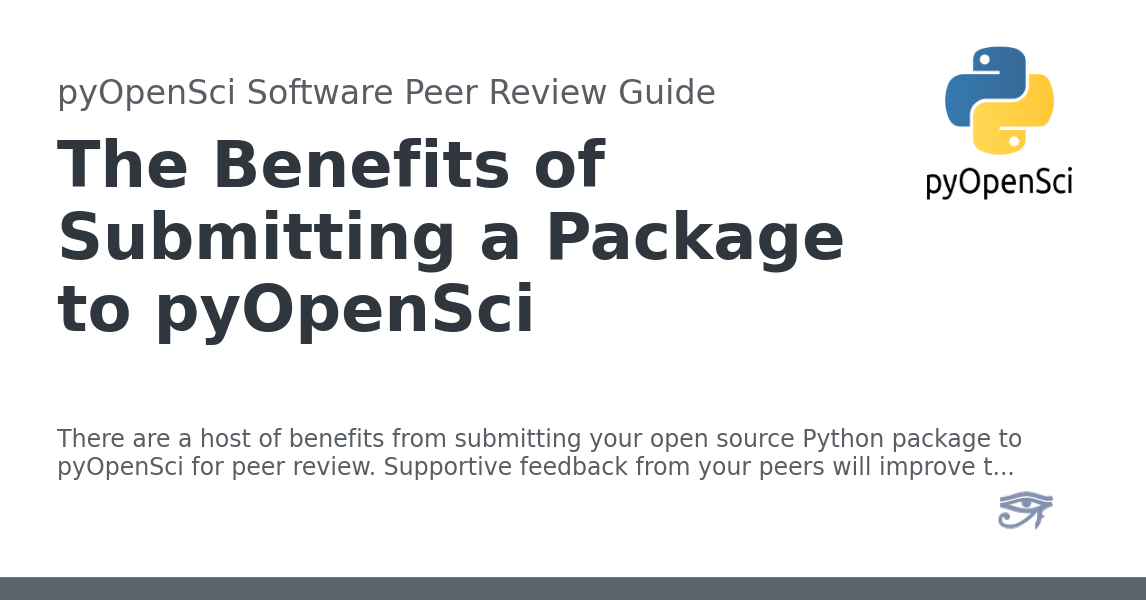 pyOpenSci Software Peer Review Guide
The Benefits of
Submitting a Package
to pyOpenSci
pyOpenSci
There are a host of benefits from submitting your open source Python package to
pyOpenSci for peer review. Supportive feedback from your peers will improve t...